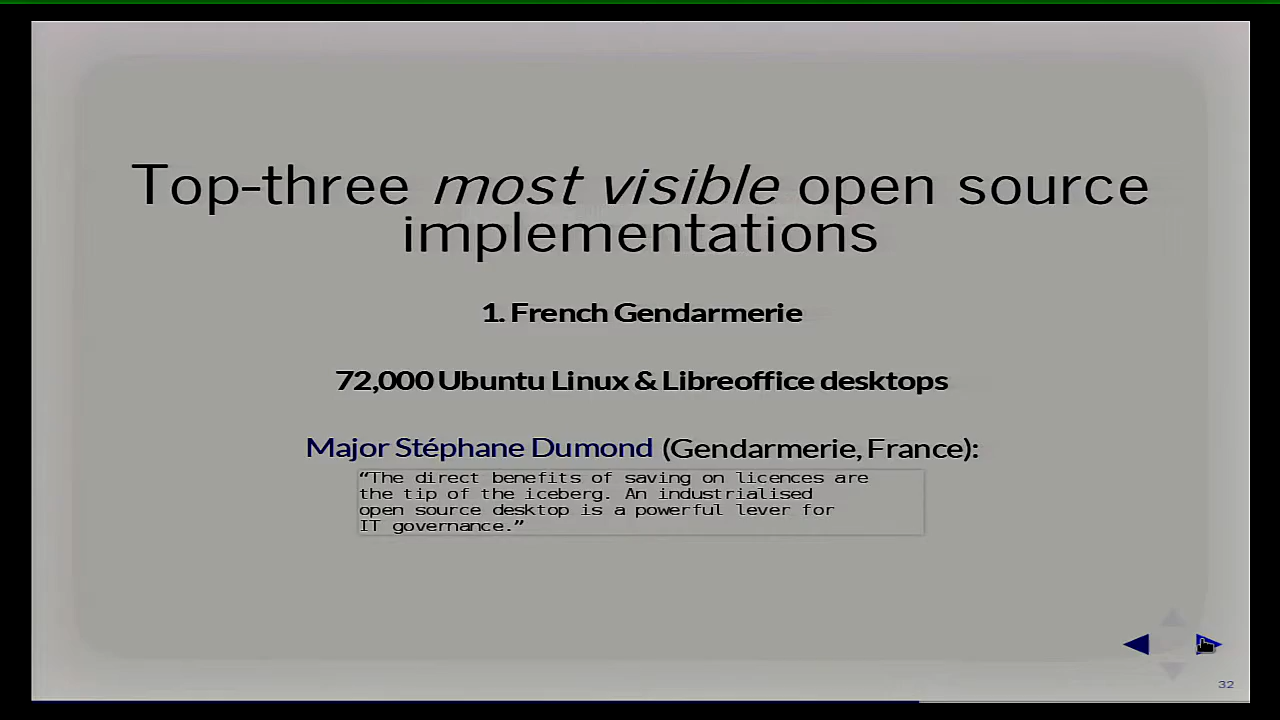 Top-three most visible open source
implementations
1. French Gendarmerie
72,000 Ubuntu Linux & Libreoffice desktops
Major Stéphane Dumond (Gendarmerie, France):
“The direct benefits of saving on licences are
the tip of the iceberg. An industrialised
open source desktop is a powerful lever for
IT governance.”
32